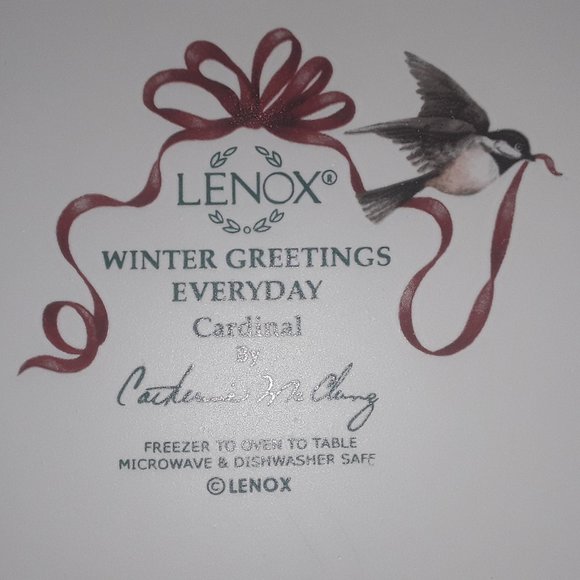 LENOX®
WINTER GREETINGS
EVERYDAY
Cardinal
By
Catherine McClung
FREEZER TO OVEN TO TABLE
MICROWAVE & DISHWASHER SAFE
©LENOX